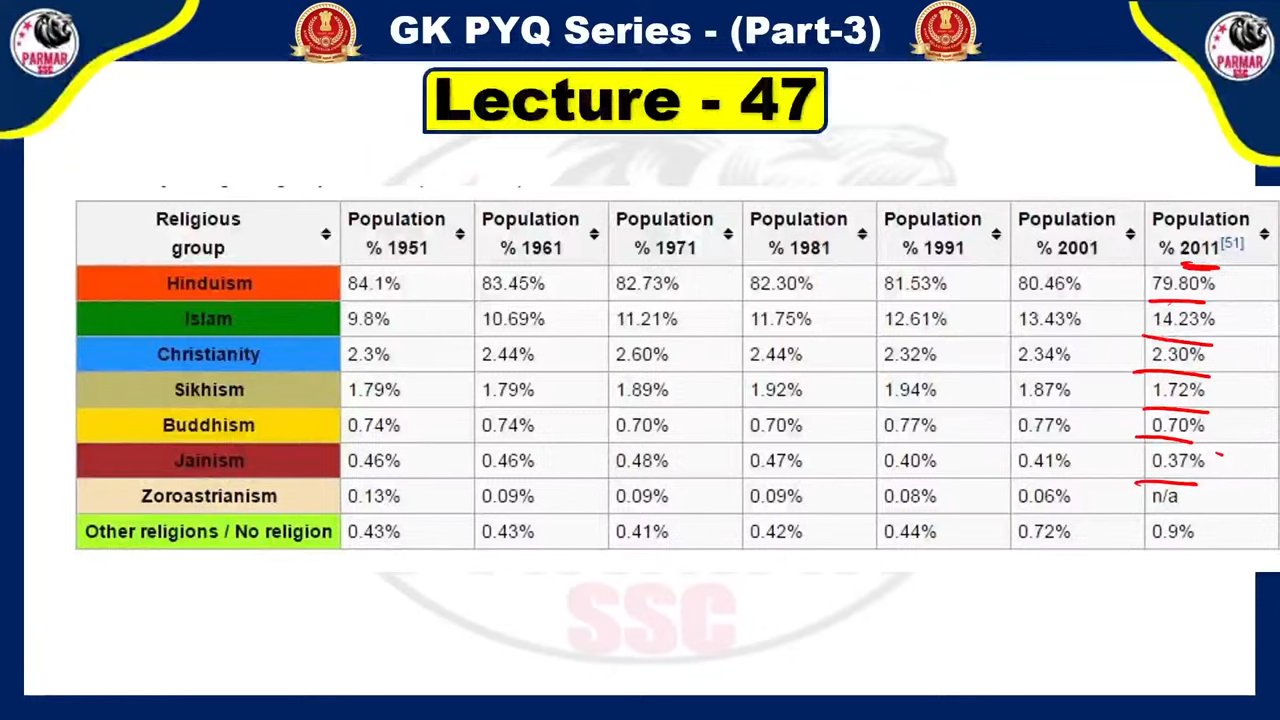 PARMAR
SSC
GK PYQ Series - (Part-3)
PARMAR
SSC
Lecture - 47
Religious group Population % 1951 Population % 1961 Population % 1971 Population % 1981 Population % 1991 Population % 2001 Population % 2011[51]
Hinduism 84.1% 83.45% 82.73% 82.30% 81.53% 80.46% 79.80%
Islam 9.8% 10.69% 11.21% 11.75% 12.61% 13.43% 14.23%
Christianity 2.3% 2.44% 2.60% 2.44% 2.32% 2.34% 2.30%
Sikhism 1.79% 1.79% 1.89% 1.92% 1.94% 1.87% 1.72%
Buddhism 0.74% 0.74% 0.70% 0.70% 0.77% 0.77% 0.70%
Jainism 0.46% 0.46% 0.48% 0.47% 0.40% 0.41% 0.37%
Zoroastrianism 0.13% 0.09% 0.09% 0.09% 0.08% 0.06% n/a
Other religions / No religion 0.43% 0.43% 0.41% 0.42% 0.44% 0.72% 0.9%
SSC